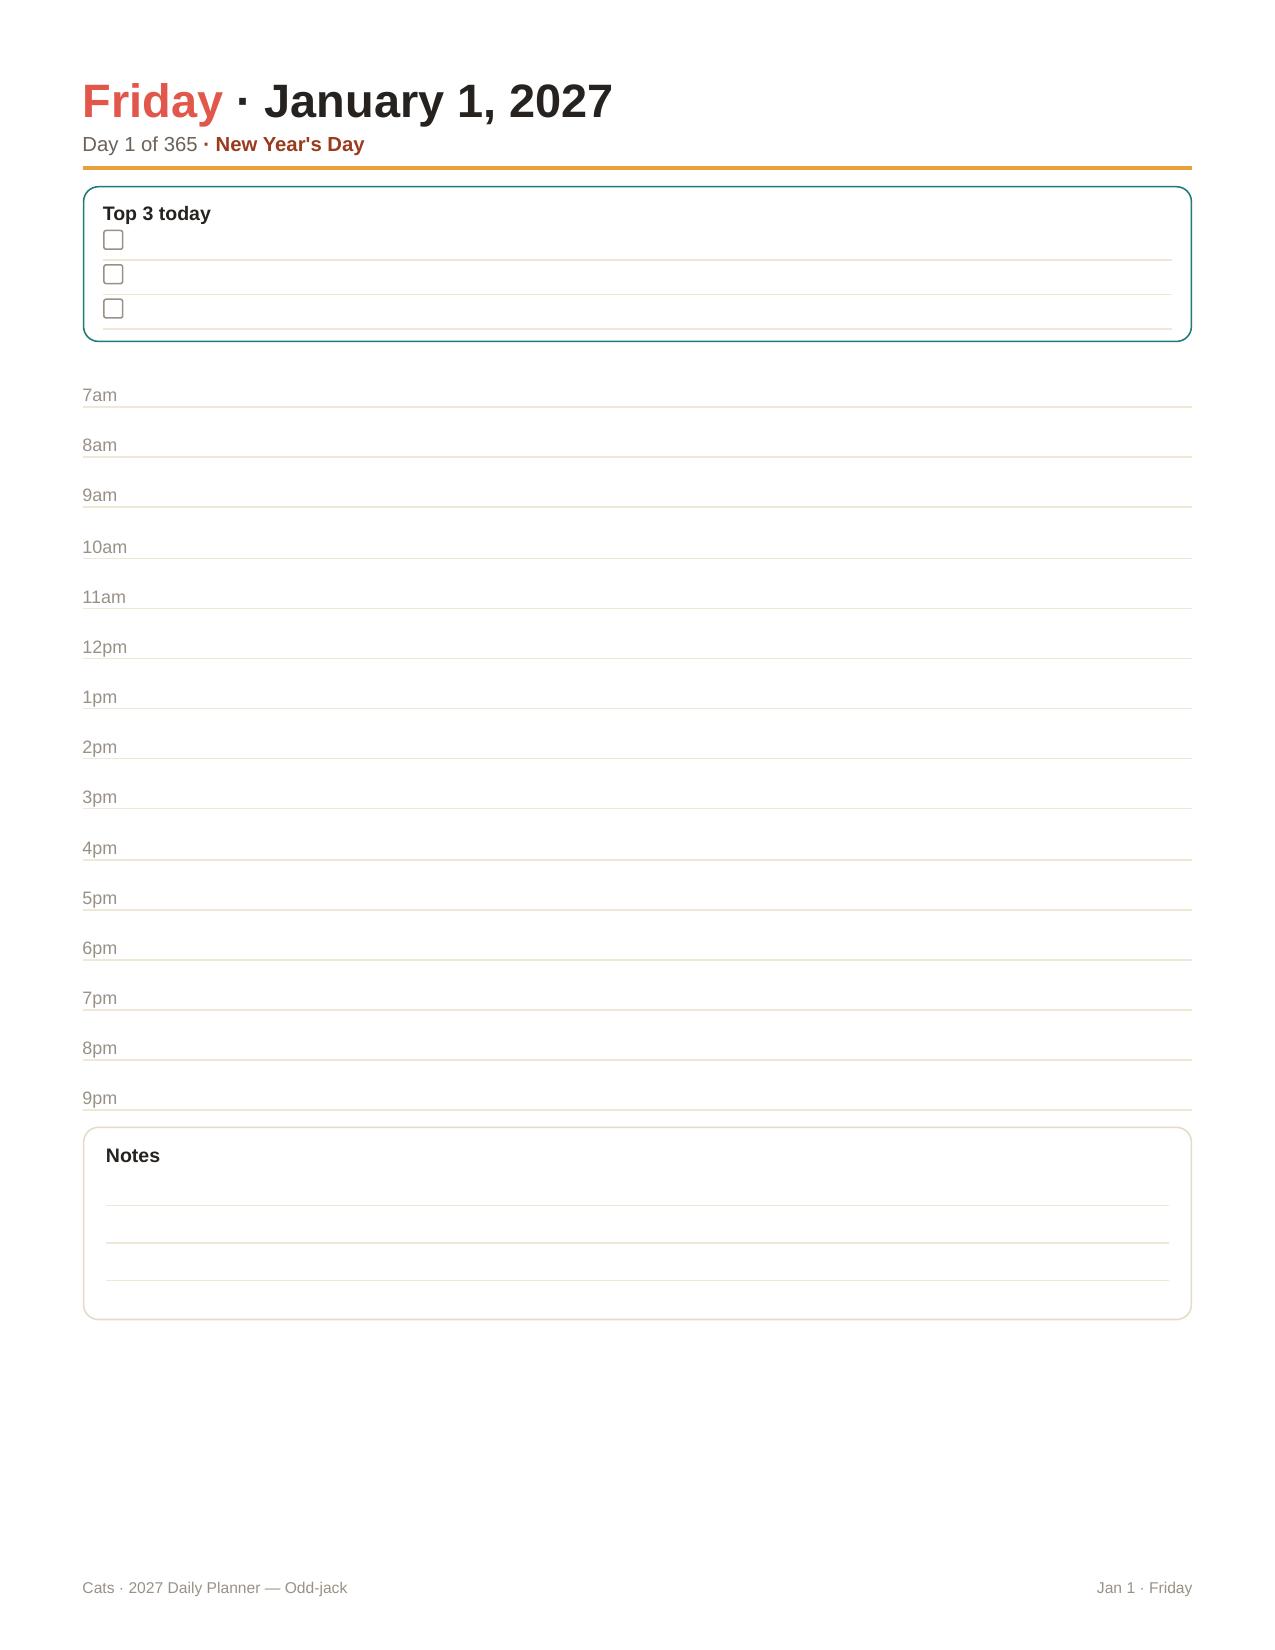 Friday · January 1, 2027
Day 1 of 365 · New Year's Day
Top 3 today
7am
8am
9am
10am
11am
12pm
1pm
2pm
3pm
4pm
5pm
6pm
7pm
8pm
9pm
Notes
Cats · 2027 Daily Planner — Odd-jack
Jan 1 · Friday